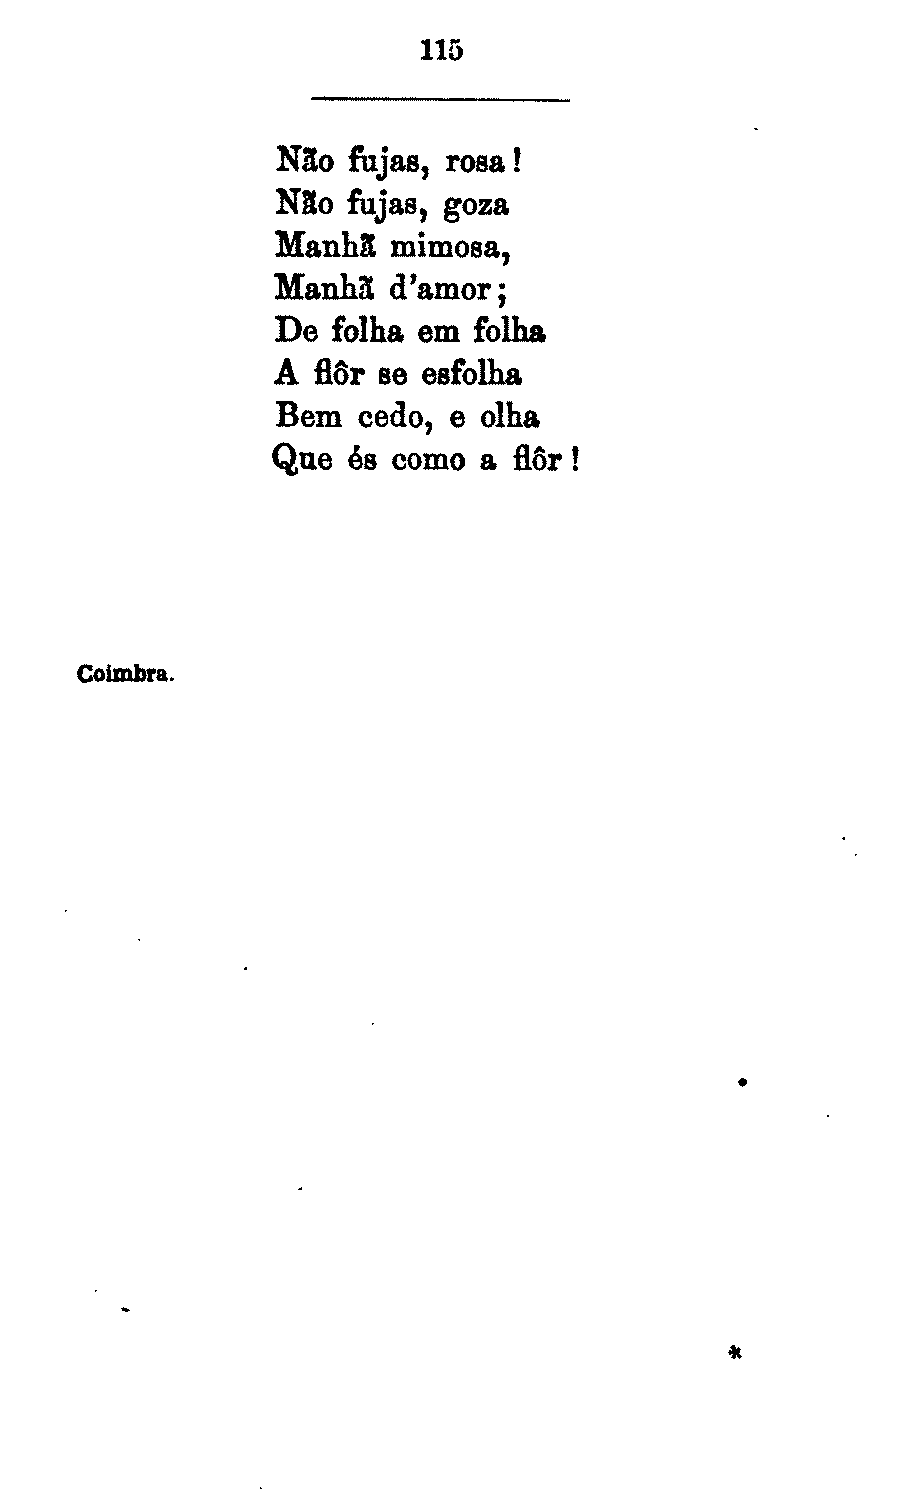 115
Não fujas, rosa!
Não fujas, goza
Manhã mimosa,
Manhã d'amor;
De folha em folha
A flôr se esfolha
Bem cedo, e olha
Que és como a flôr!
Coimbra.
*